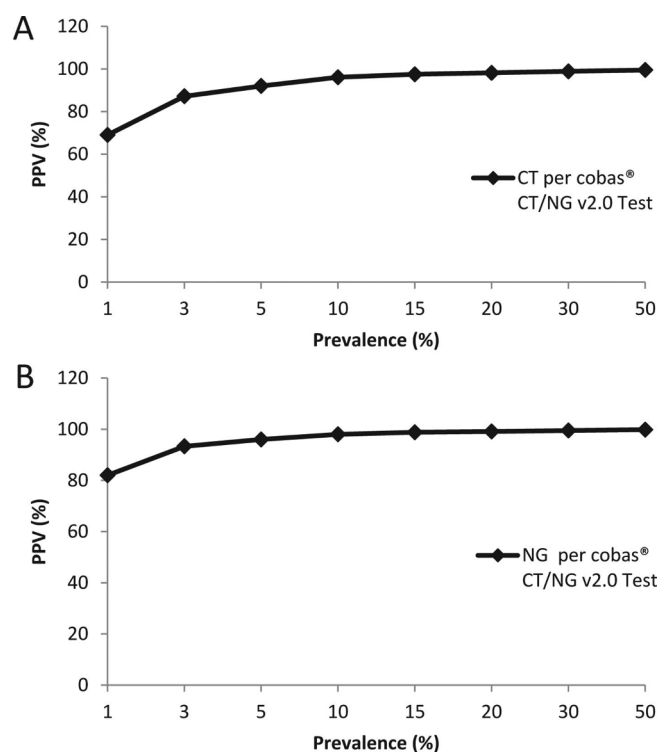 A
120
100
80
60
40
20
0
PPV (%)
CT per cobas®
CT/NG v2.0 Test
1 3 5 10 15 20 30 50
Prevalence (%)
B
120
100
80
60
40
20
0
PPV (%)
NG per cobas®
CT/NG v2.0 Test
1 3 5 10 15 20 30 50
Prevalence (%)